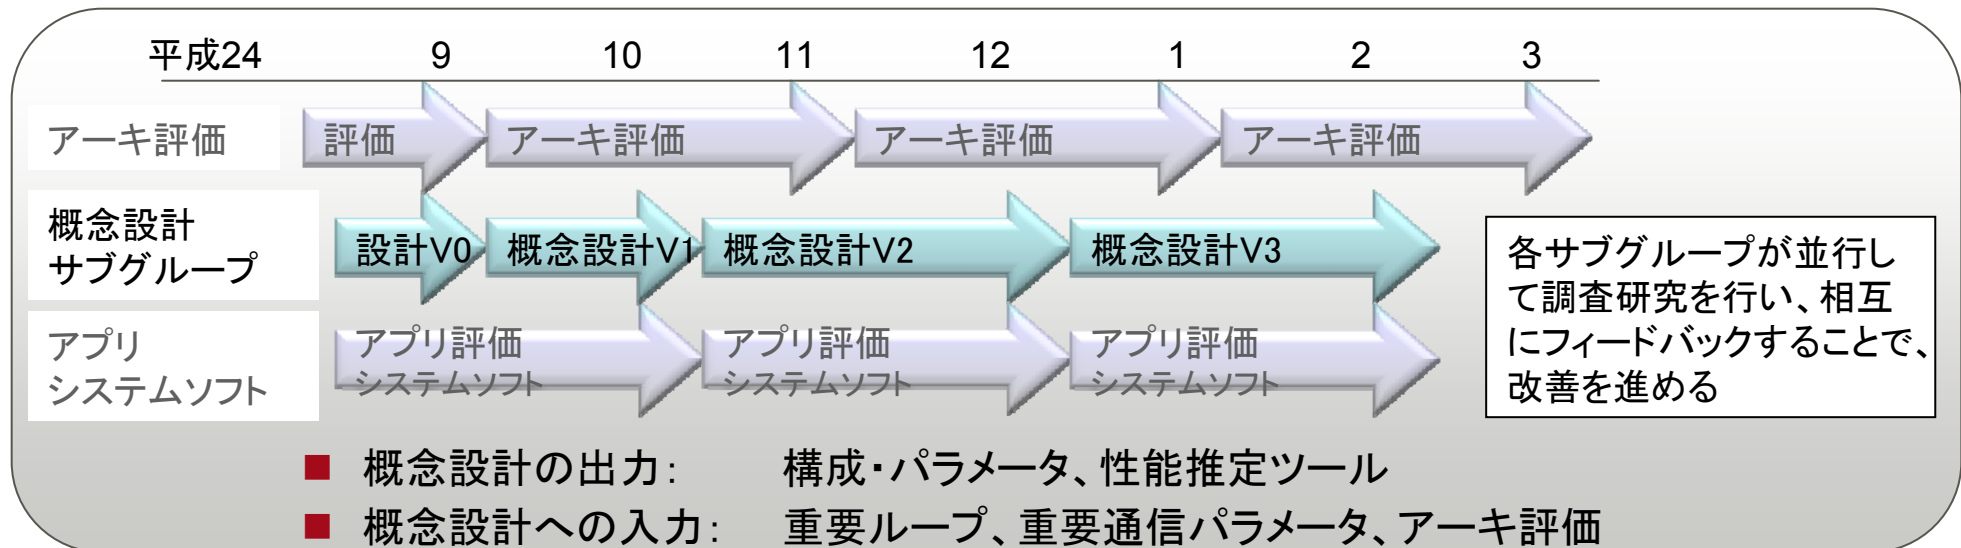 平成24 9 10 11 12 1 2 3
アーキ評価 評価 アーキ評価 アーキ評価 アーキ評価
概念設計
サブグループ
設計V0 概念設計V1 概念設計V2 概念設計V3
アプリ
システムソフト
アプリ評価 アプリ評価 アプリ評価
システムソフト システムソフト システムソフト
各サブグループが並行し
て調査研究を行い、相互
にフィードバックすることで、
改善を進める
■ 概念設計の出力： 構成・パラメータ、性能推定ツール
■ 概念設計への入力： 重要ループ、重要通信パラメータ、アーキ評価